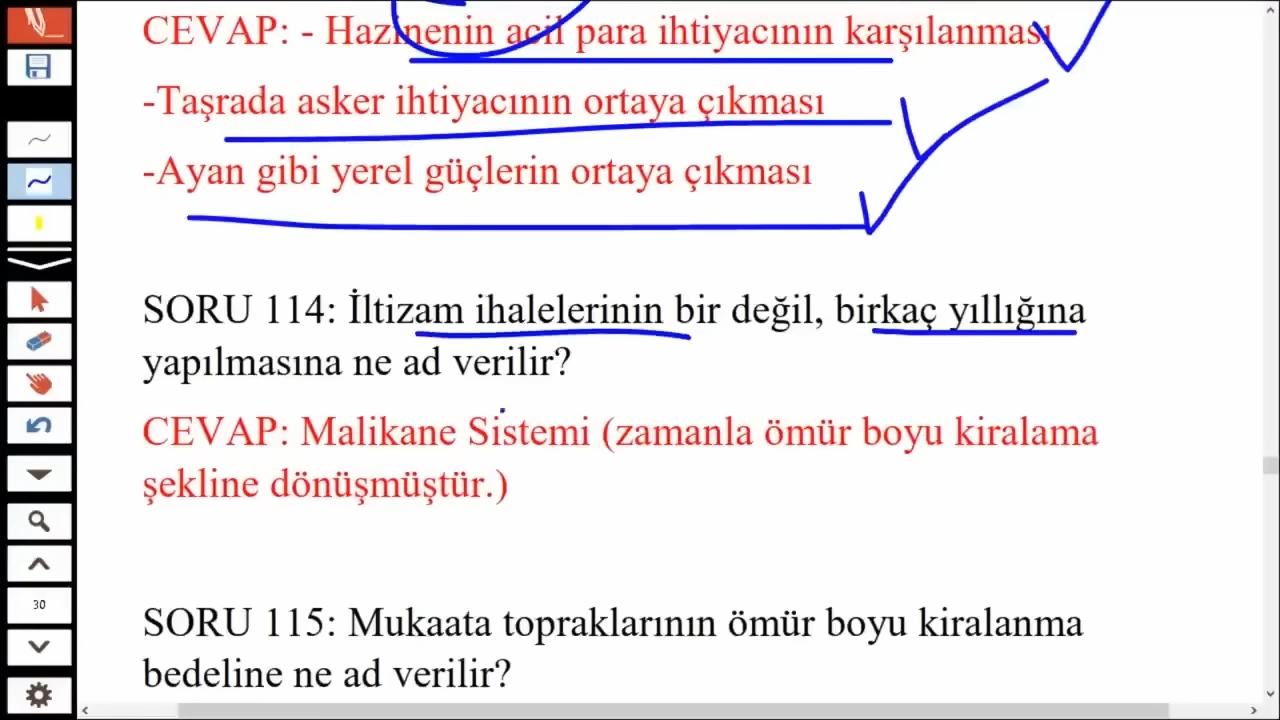 CEVAP: - Hazinenin acil para ihtiyacının karşılanması
-Taşrada asker ihtiyacının ortaya çıkması
-Ayan gibi yerel güçlerin ortaya çıkması
SORU 114: İltizam ihalelerinin bir değil, birkaç yıllığına
yapılmasına ne ad verilir?
CEVAP: Malikane Sistemi (zamanla ömür boyu kiralama
şekline dönüşmüştür.)
30
SORU 115: Mukaata topraklarının ömür boyu kiralanma
bedeline ne ad verilir?